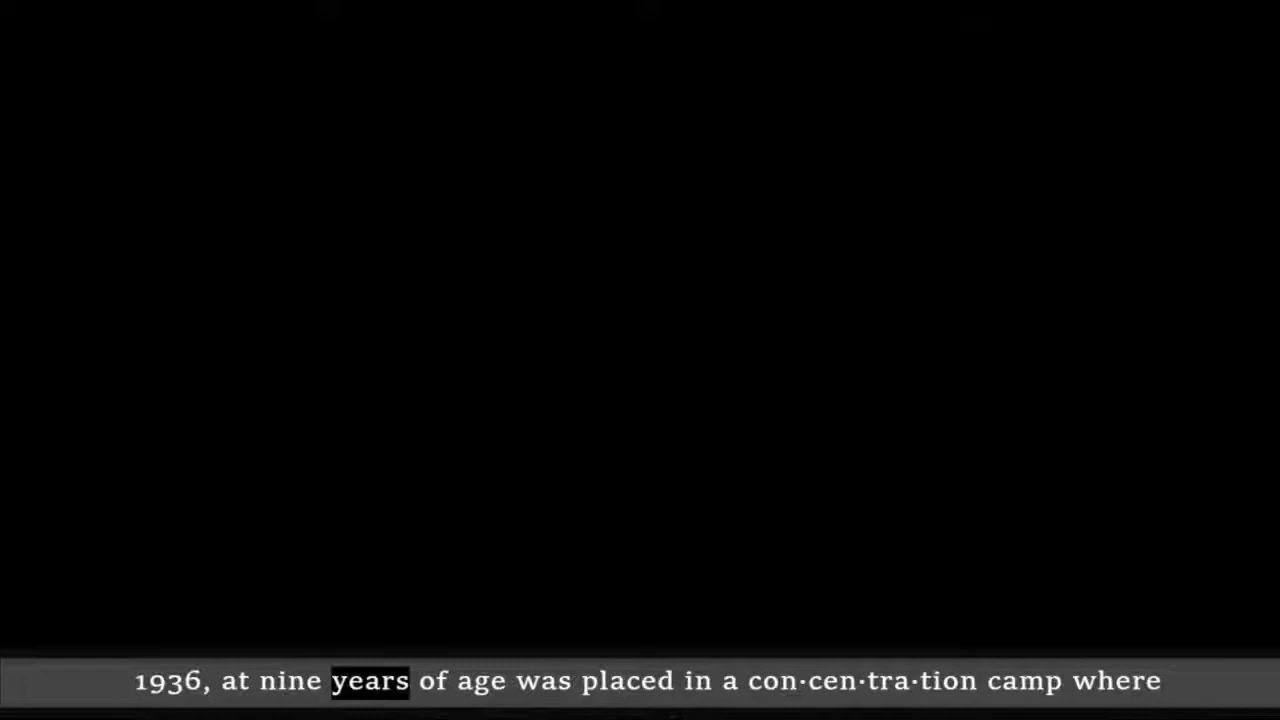 1936, at nine years of age was placed in a con·cen·tra·tion camp where